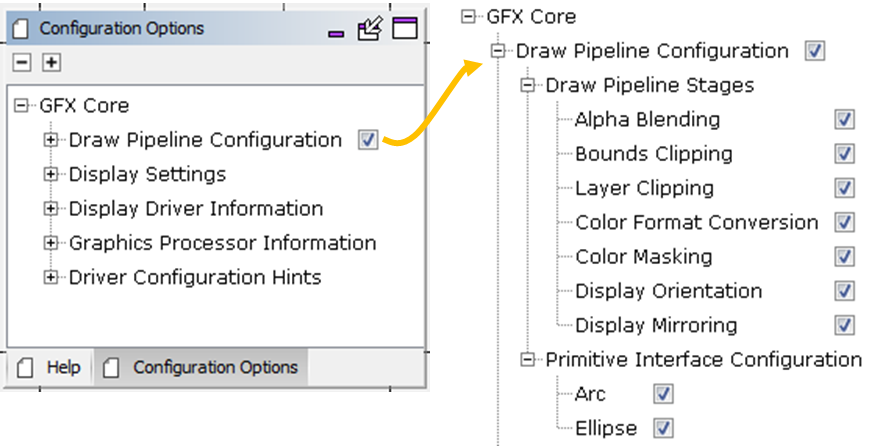 Configuration Options
GFX Core
Draw Pipeline Configuration
Display Settings
Display Driver Information
Graphics Processor Information
Driver Configuration Hints
Help
Configuration Options
GFX Core
Draw Pipeline Configuration
Draw Pipeline Stages
Alpha Blending
Bounds Clipping
Layer Clipping
Color Format Conversion
Color Masking
Display Orientation
Display Mirroring
Primitive Interface Configuration
Arc
Ellipse